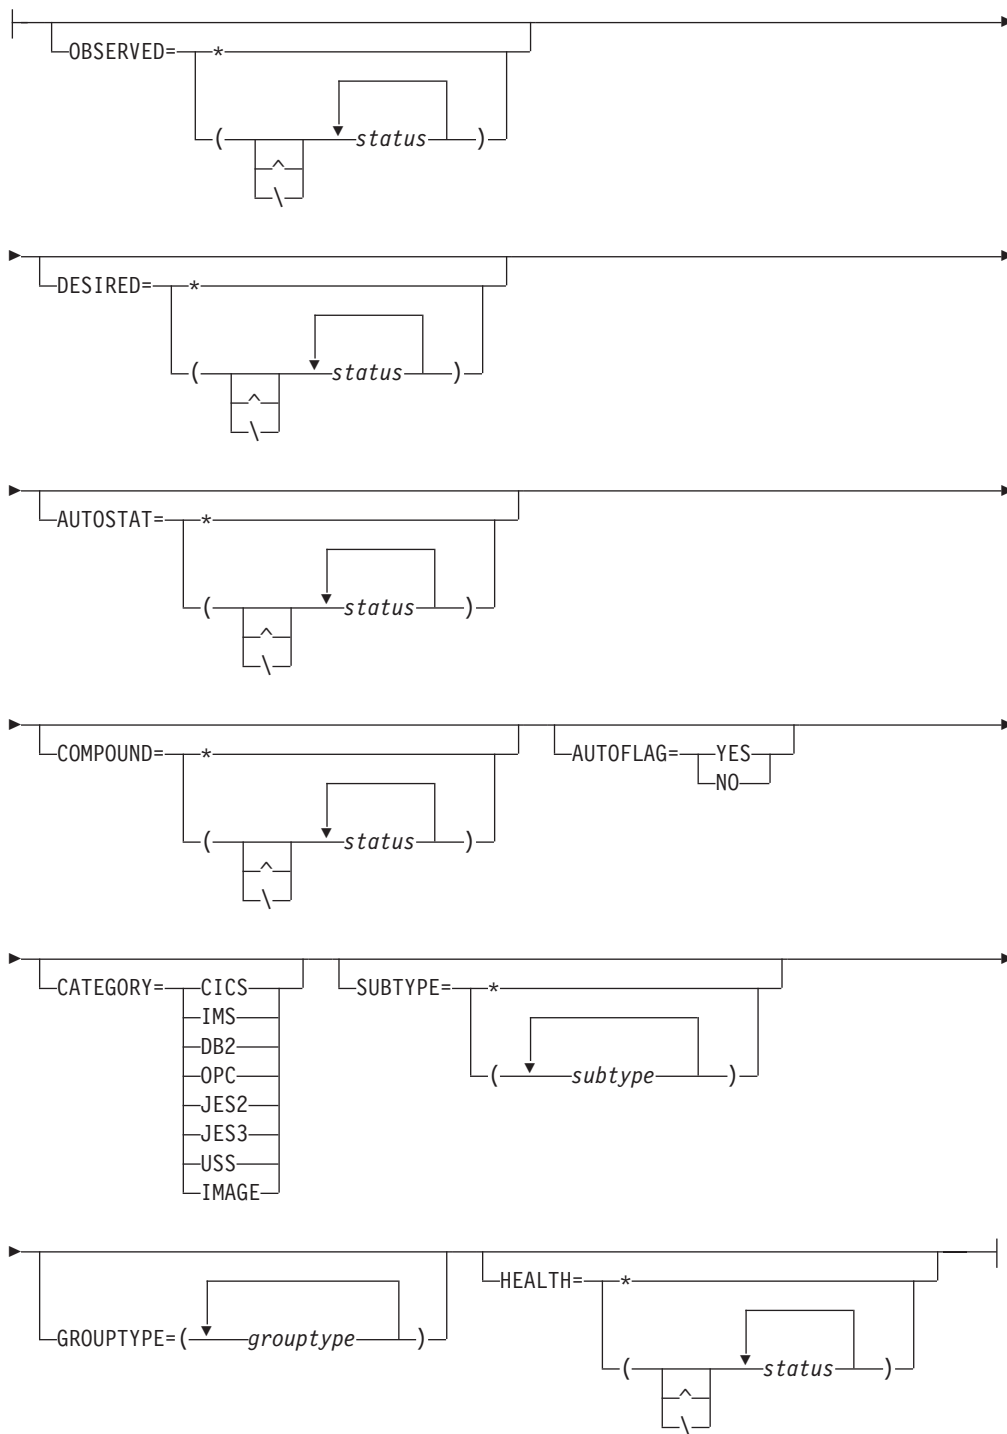 OBSERVED= *
( status )
^
\
DESIRED= *
( status )
^
\
AUTOSTAT= *
( status )
^
\
COMPOUND= * AUTOFLAG= YES
NO
( status )
^
\
CATEGORY= CICS SUBTYPE= *
IMS
DB2
OPC ( subtype )
JES2
JES3
USS
IMAGE
HEALTH= *
GROUPTYPE=( grouptype )
( status )
^
\